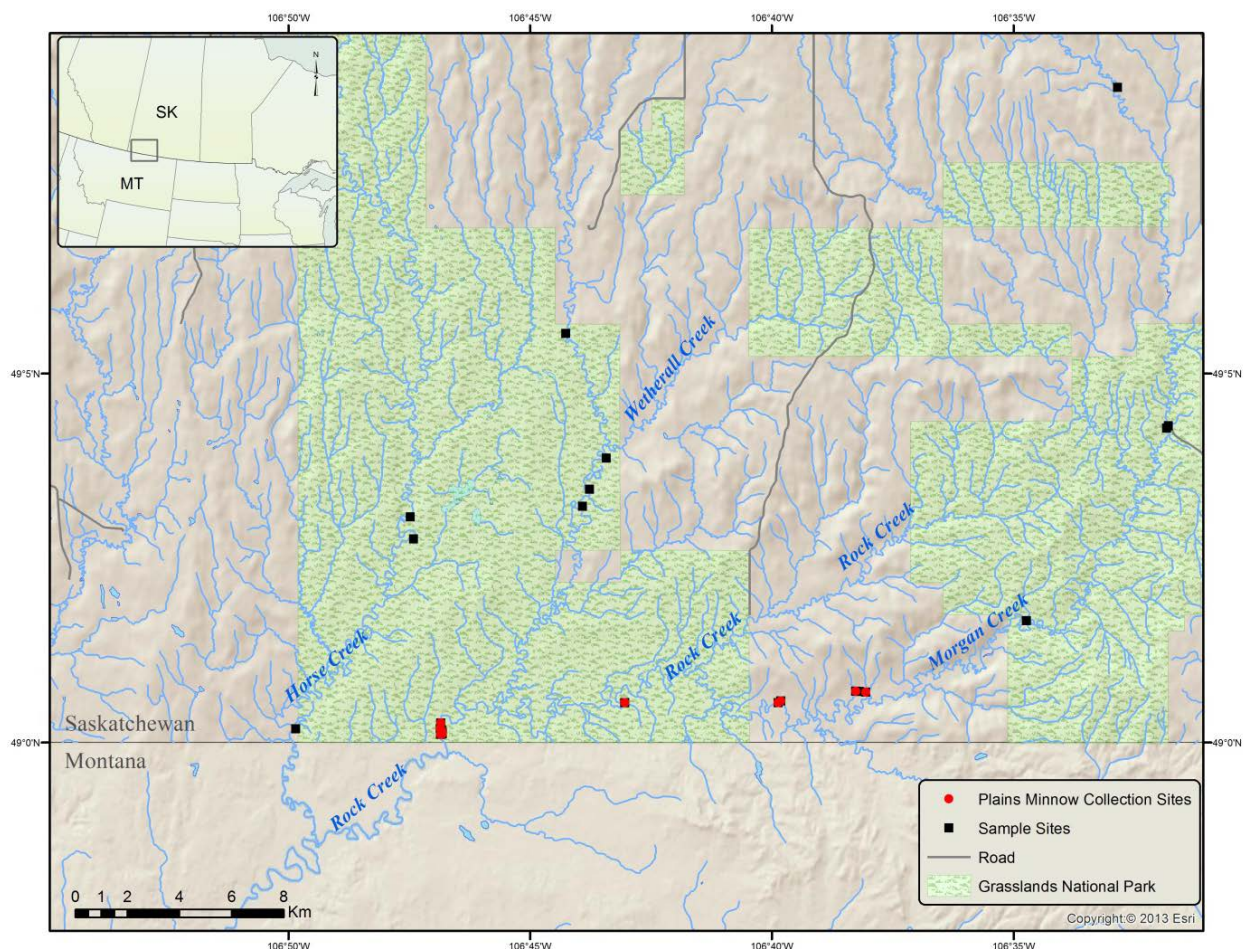 106°50'W 106°45'W 106°40'W 106°35'W
N
SK
MT
49°5'N 49°5'N
Wetherall Creek
Rock Creek
Morgan Creek
Rock Creek
Horse Creek
Saskatchewan
49°0'N 49°0'N
Montana
Rock Creek
Plains Minnow Collection Sites
Sample Sites
Road
Grasslands National Park
0 1 2 4 6 8
Km
Copyright:© 2013 Esri
106°50'W 106°45'W 106°40'W 106°35'W